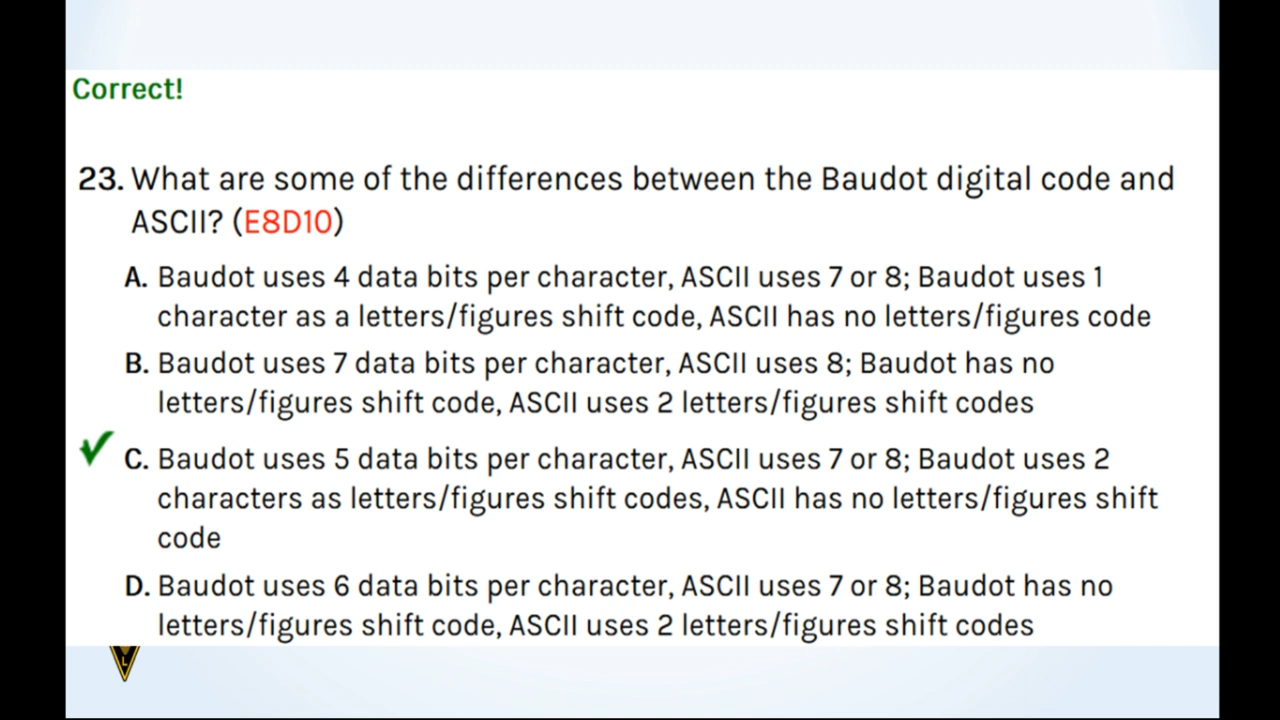 Correct!
23. What are some of the differences between the Baudot digital code and
ASCII? (E8D10)
A. Baudot uses 4 data bits per character, ASCII uses 7 or 8; Baudot uses 1
character as a letters/figures shift code, ASCII has no letters/figures code
B. Baudot uses 7 data bits per character, ASCII uses 8; Baudot has no
letters/figures shift code, ASCII uses 2 letters/figures shift codes
C. Baudot uses 5 data bits per character, ASCII uses 7 or 8; Baudot uses 2
characters as letters/figures shift codes, ASCII has no letters/figures shift
code
D. Baudot uses 6 data bits per character, ASCII uses 7 or 8; Baudot has no
letters/figures shift code, ASCII uses 2 letters/figures shift codes
L